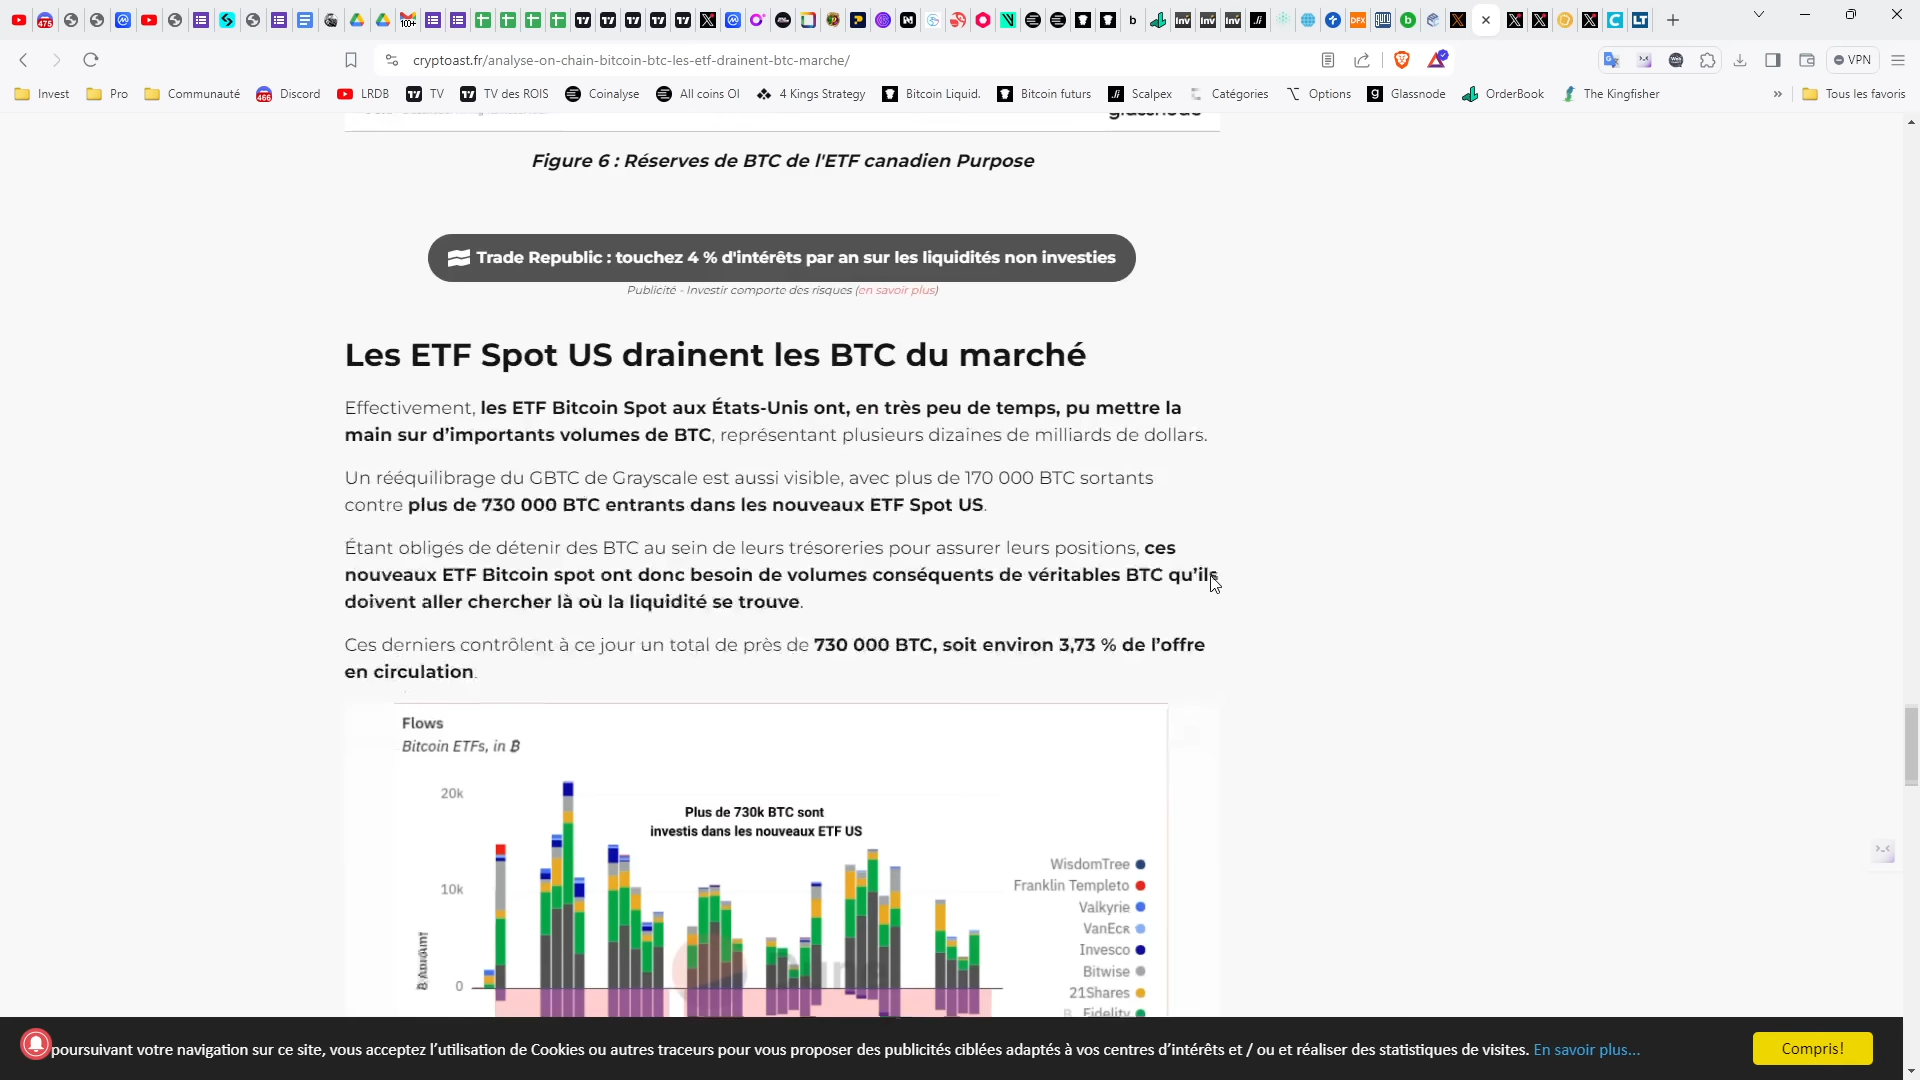 cryptoast.fr/analyse-on-chain-bitcoin-btc-les-etf-drainent-btc-marche/
VPN
Invest
Pro
Communauté
Discord
LRDB
TV
TV des ROIS
Coinalyse
All coins OI
4 Kings Strategy
Bitcoin Liquid.
Bitcoin futurs
Scalpex
Catégories
Options
Glassnode
OrderBook
The Kingfisher
»
Tous les favoris
Figure 6 : Réserves de BTC de l'ETF canadien Purpose
Trade Republic : touchez 4 % d'intérêts par an sur les liquidités non investies
Publicité - Investir comporte des risques (en savoir plus)
Les ETF Spot US drainent les BTC du marché
Effectivement, les ETF Bitcoin Spot aux États-Unis ont, en très peu de temps, pu mettre la
main sur d’importants volumes de BTC, représentant plusieurs dizaines de milliards de dollars.
Un rééquilibrage du GBTC de Grayscale est aussi visible, avec plus de 170 000 BTC sortants
contre plus de 730 000 BTC entrants dans les nouveaux ETF Spot US.
Étant obligés de détenir des BTC au sein de leurs trésoreries pour assurer leurs positions, ces
nouveaux ETF Bitcoin spot ont donc besoin de volumes conséquents de véritables BTC qu’ils
doivent aller chercher là où la liquidité se trouve.
Ces derniers contrôlent à ce jour un total de près de 730 000 BTC, soit environ 3,73 % de l’offre
en circulation.
Flows
Bitcoin ETFs, in ₿
20k
Plus de 730k BTC sont
investis dans les nouveaux ETF US
10k
0
WisdomTree
Franklin Templeto
Valkyrie
VanEck
Invesco
Bitwise
21Shares
Fidelity
poursuivant votre navigation sur ce site, vous acceptez l’utilisation de Cookies ou autres traceurs pour vous proposer des publicités ciblées adaptés à vos centres d’intérêts et / ou et réaliser des statistiques de visites. En savoir plus...
Compris!